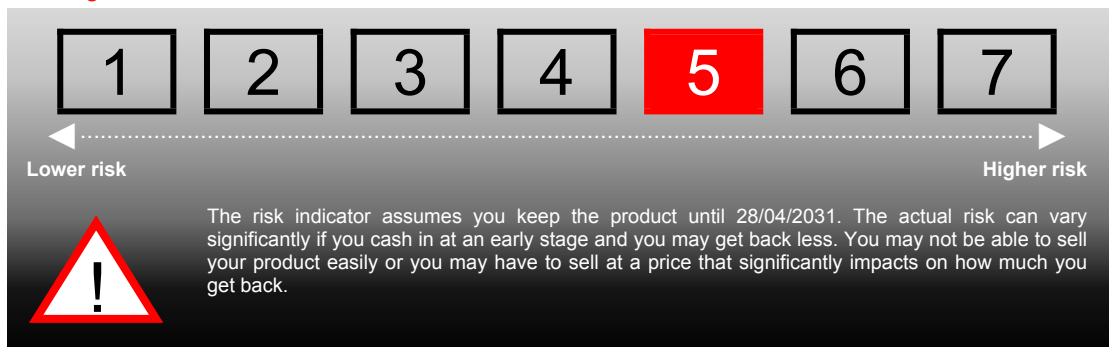 1 2 3 4 5 6 7
Lower risk Higher risk
!
The risk indicator assumes you keep the product until 28/04/2031. The actual risk can vary
significantly if you cash in at an early stage and you may get back less. You may not be able to sell
your product easily or you may have to sell at a price that significantly impacts on how much you
get back.